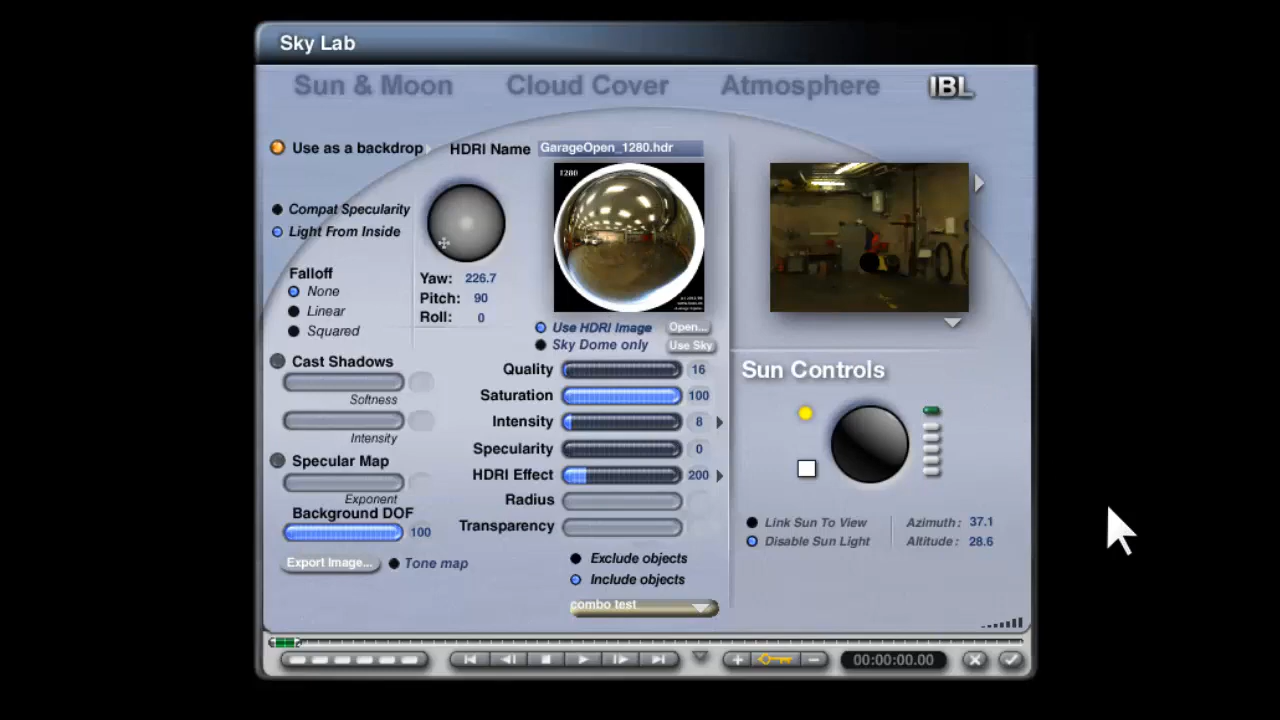 Sky Lab
Sun & Moon Cloud Cover Atmosphere IBL
Use as a backdrop HDRI Name GarageOpen_1280.hdr
1280
Compat Specularity
Light From Inside
Falloff
None
Linear
Squared
Yaw: 226.7
Pitch: 90
Roll: 0
Use HDRI Image Open...
Sky Dome only Use Sky
Cast Shadows
Softness
Intensity
Specular Map
Exponent
Background DOF
100
Export Image... Tone map
Quality 16
Saturation 100
Intensity 8
Specularity 0
HDRI Effect 200
Radius
Transparency
Exclude objects
Include objects
combo test
Sun Controls
Link Sun To View Azimuth: 37.1
Disable Sun Light Altitude: 28.6
00:00:00.00